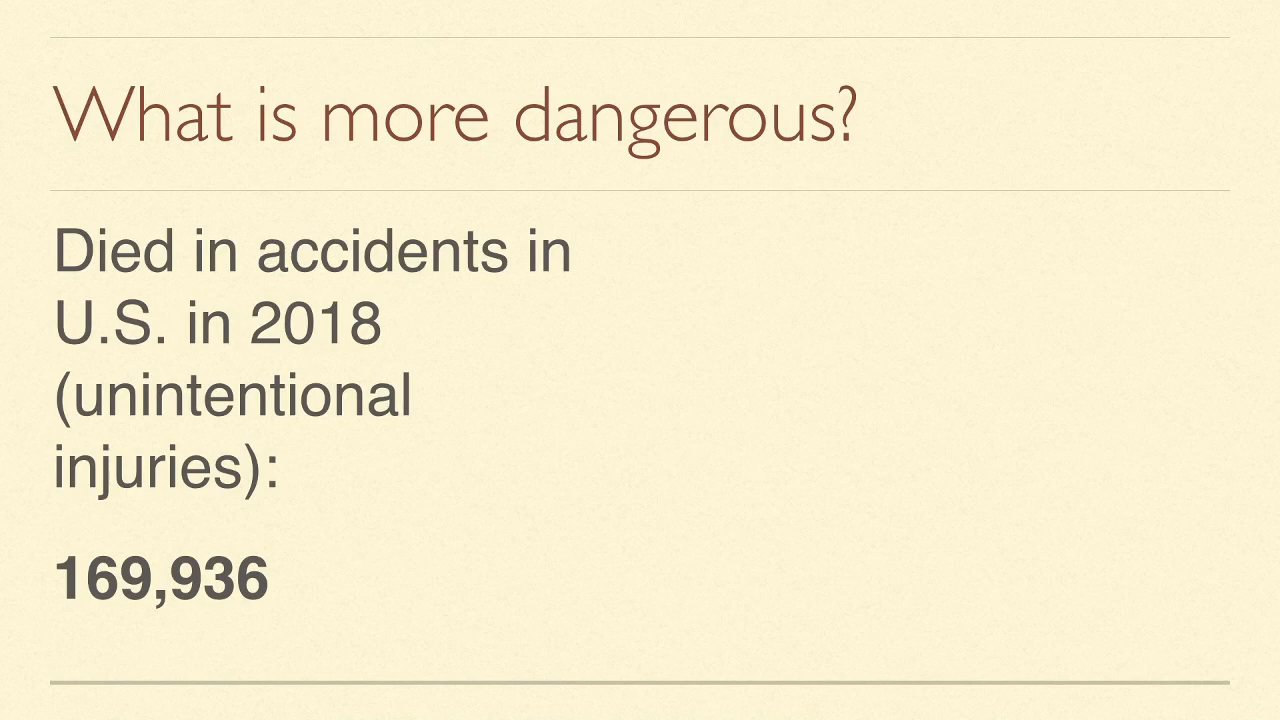 What is more dangerous?
Died in accidents in
U.S. in 2018
(unintentional
injuries):
169,936